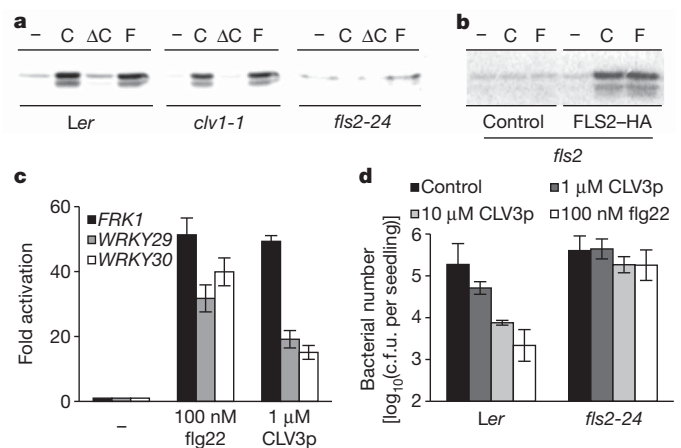 a
– C ΔC F – C ΔC F – C ΔC F
Ler clv1-1 fls2-24
b
– C F – C F
Control FLS2–HA
fls2
c
60
40
20
0
Fold activation
FRK1
WRKY29
WRKY30
– 100 nM flg22 1 μM CLV3p
d
Control 1 μM CLV3p
10 μM CLV3p 100 nM flg22
Bacterial number
[log10(c.f.u. per seedling)]
6
5
4
3
2
Ler fls2-24